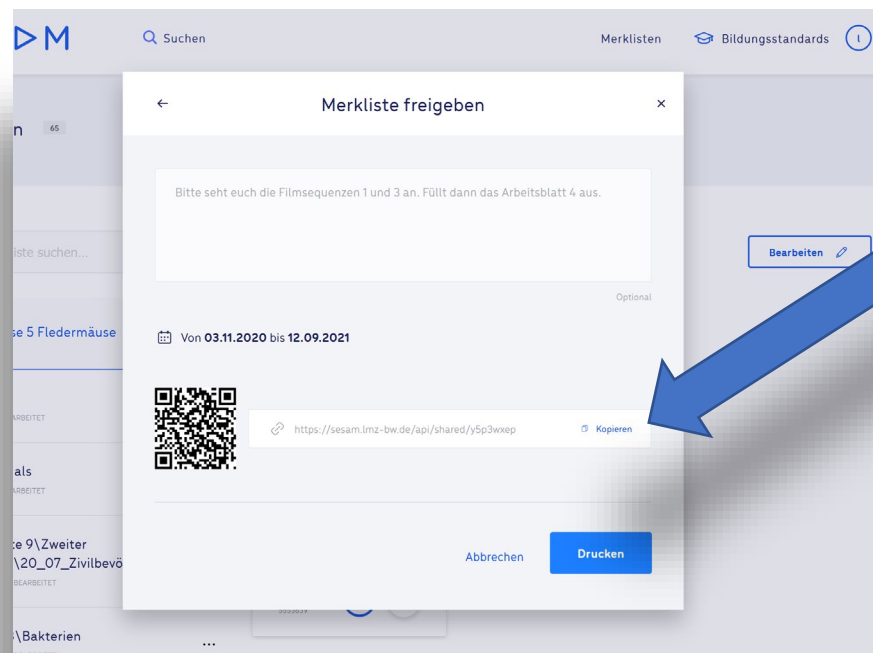 Suchen
Merklisten
Bildungsstandards
Merkliste freigeben
65
Bitte seht euch die Filmsequenzen 1 und 3 an. Füllt dann das Arbeitsblatt 4 aus.
iste suchen...
Bearbeiten
Optional
se 5 Fledermäuse
Von 03.11.2020 bis 12.09.2021
ARBEITET
https://sesam.lmz-bw.de/api/shared/y5p3wxep
Kopieren
als
ARBEITET
te 9\Zweiter
\20_07_Zivilbevö
BEARBEITET
Abbrechen
Drucken
\Bakterien
...